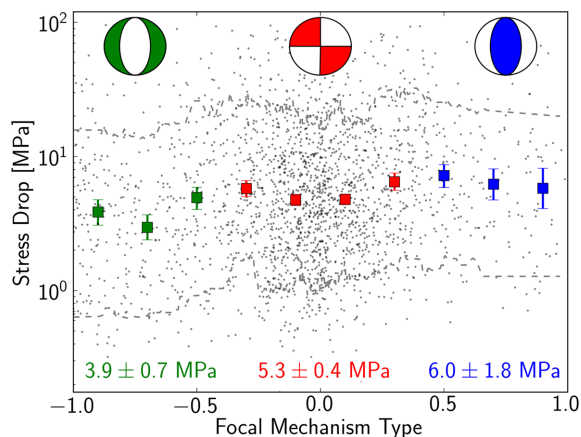 10²
10¹
10⁰
Stress Drop [MPa]
3.9 ± 0.7 MPa
5.3 ± 0.4 MPa
6.0 ± 1.8 MPa
−1.0
−0.5
0.0
0.5
1.0
Focal Mechanism Type